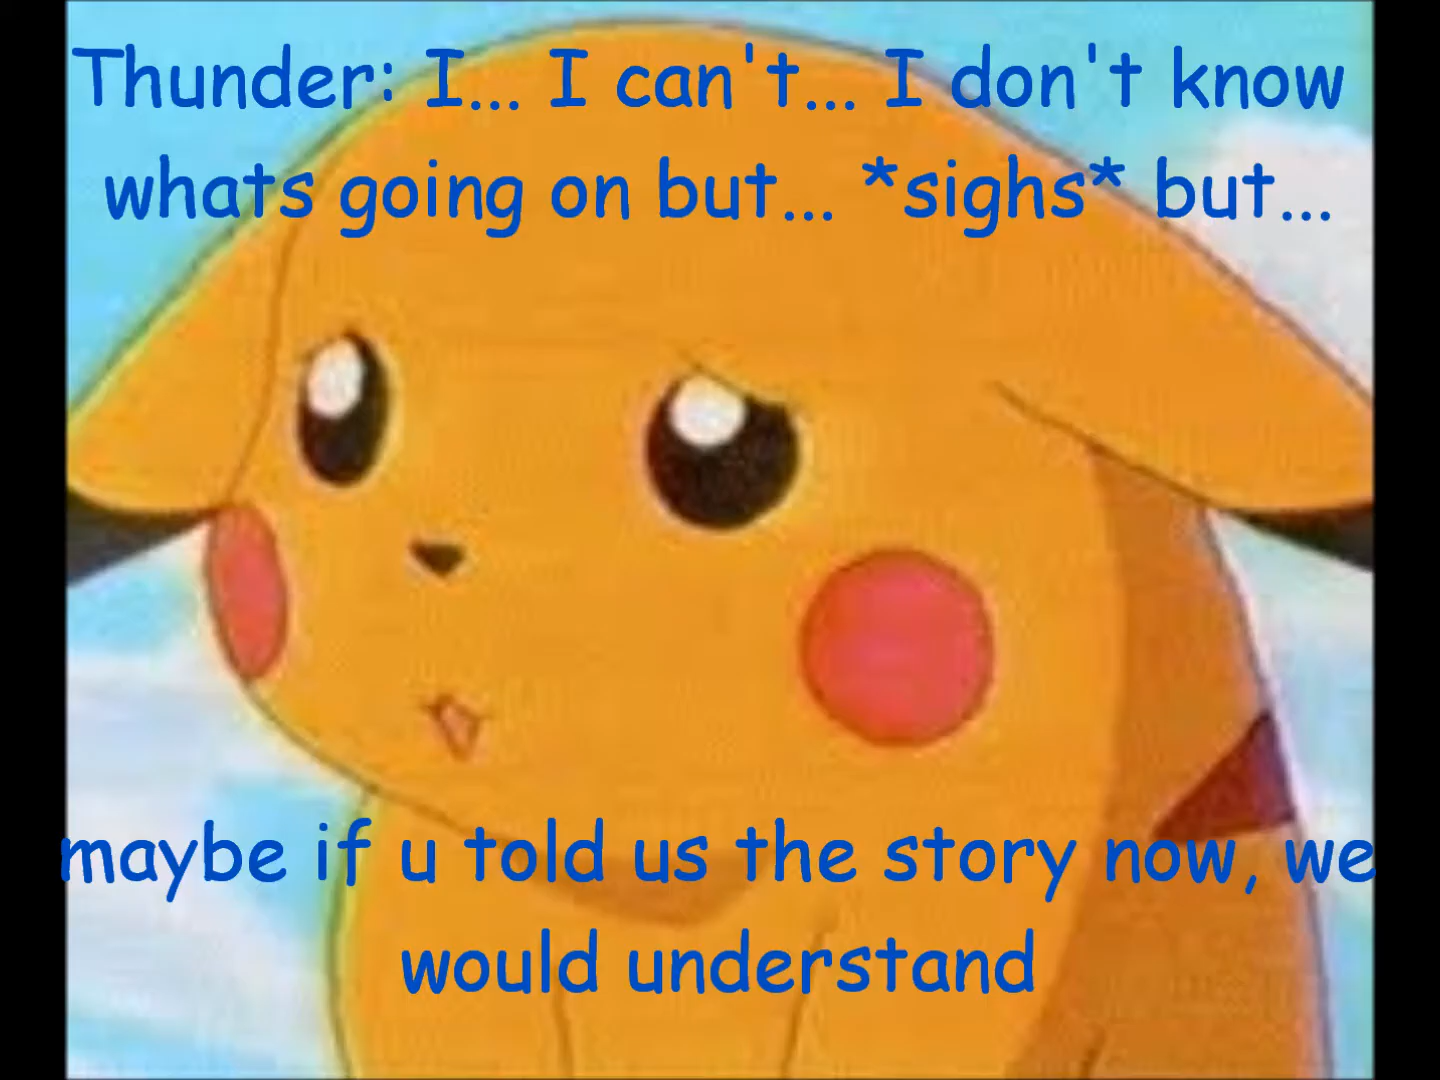 Thunder: I... I can't... I don't know
whats going on but... *sighs* but...
maybe if u told us the story now, we
would understand